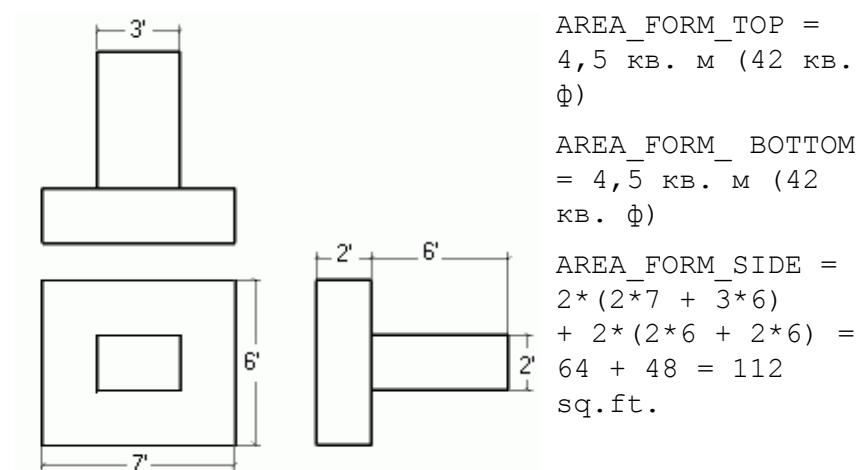 3'
2'
6'
6'
2'
7'
AREA_FORM_TOP =
4,5 кв. м (42 кв.
ф)
AREA_FORM_ BOTTOM
= 4,5 кв. м (42
кв. ф)
AREA_FORM_SIDE =
2*(2*7 + 3*6)
+ 2*(2*6 + 2*6) =
64 + 48 = 112
sq.ft.